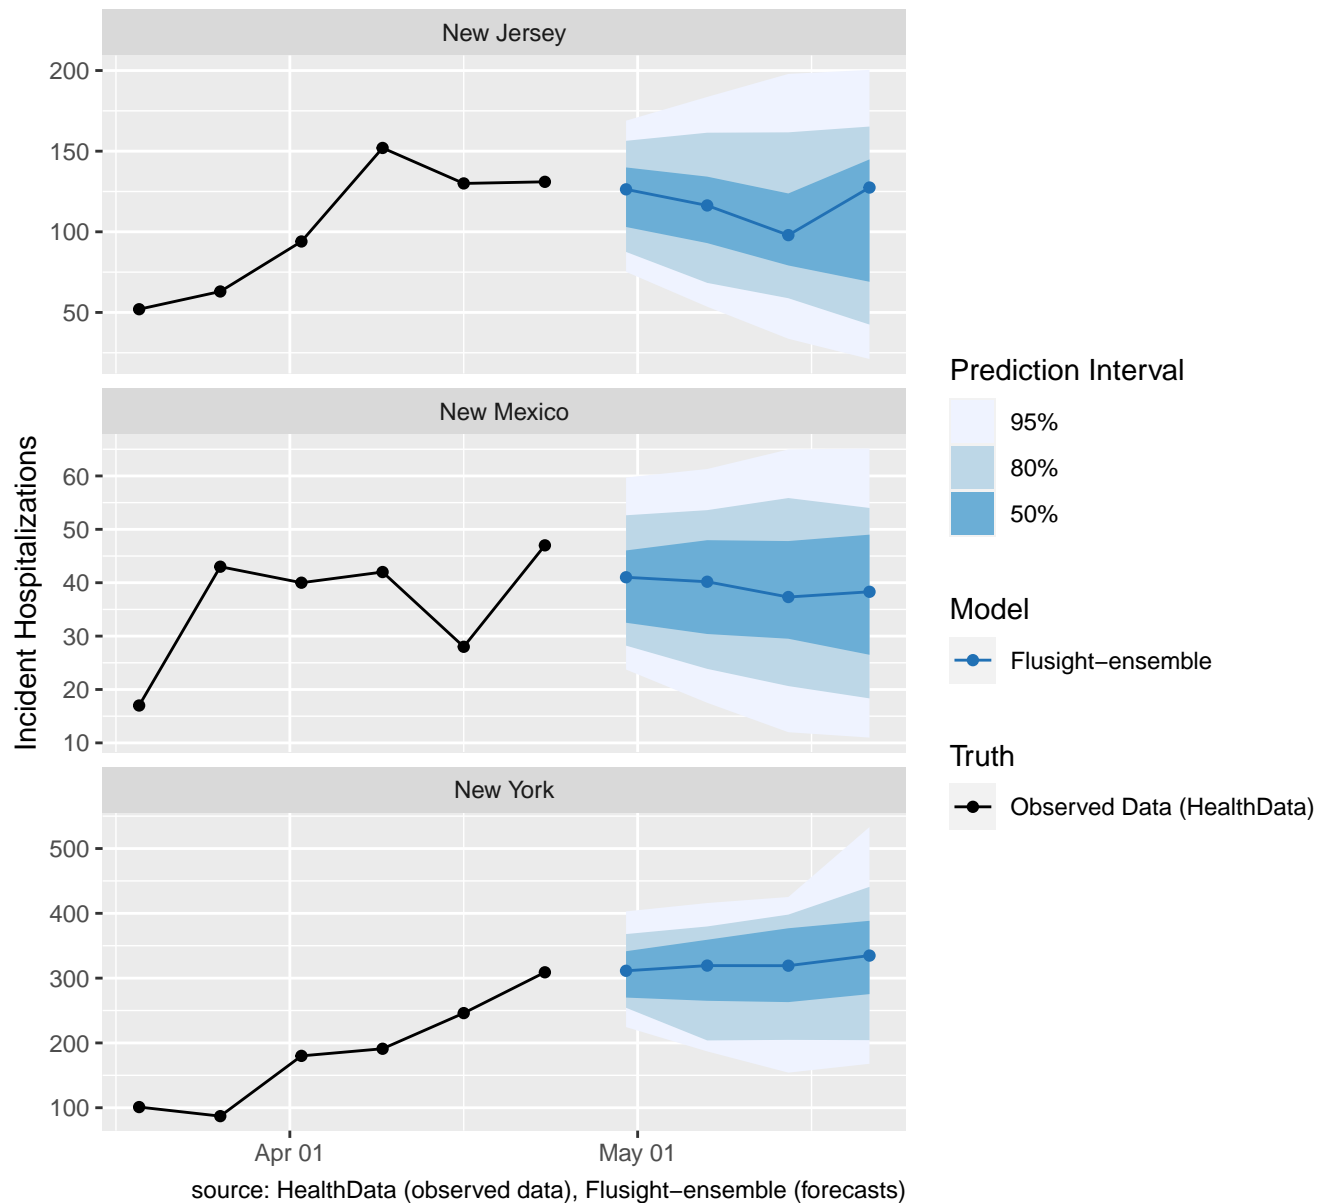 New Jersey
200
150
100
50
New Mexico
60
50
40
30
20
10
New York
500
400
300
200
100
Incident Hospitalizations
Apr 01
May 01
source: HealthData (observed data), Flusight−ensemble (forecasts)
Prediction Interval
95%
80%
50%
Model
Flusight−ensemble
Truth
Observed Data (HealthData)